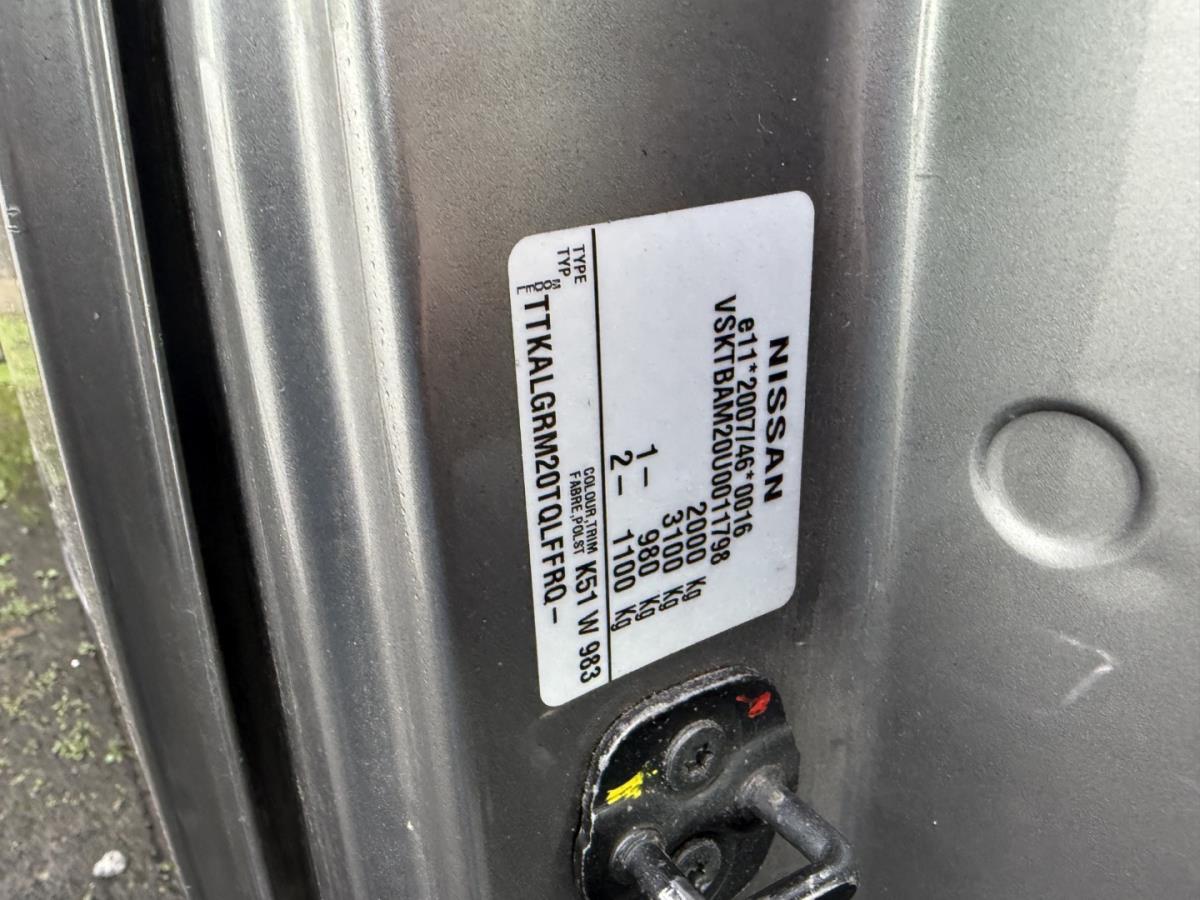 NISSAN
e11*2007/46*0016
VSKTBAM20U0011798
2000 Kg
3100 Kg
1- 980 Kg
2- 1100 Kg
TYPE
TYP
COLOUR,TRIM
FABRE,POLST K51 W 983
MODEL TTKALGRM20TQLFFRQ-